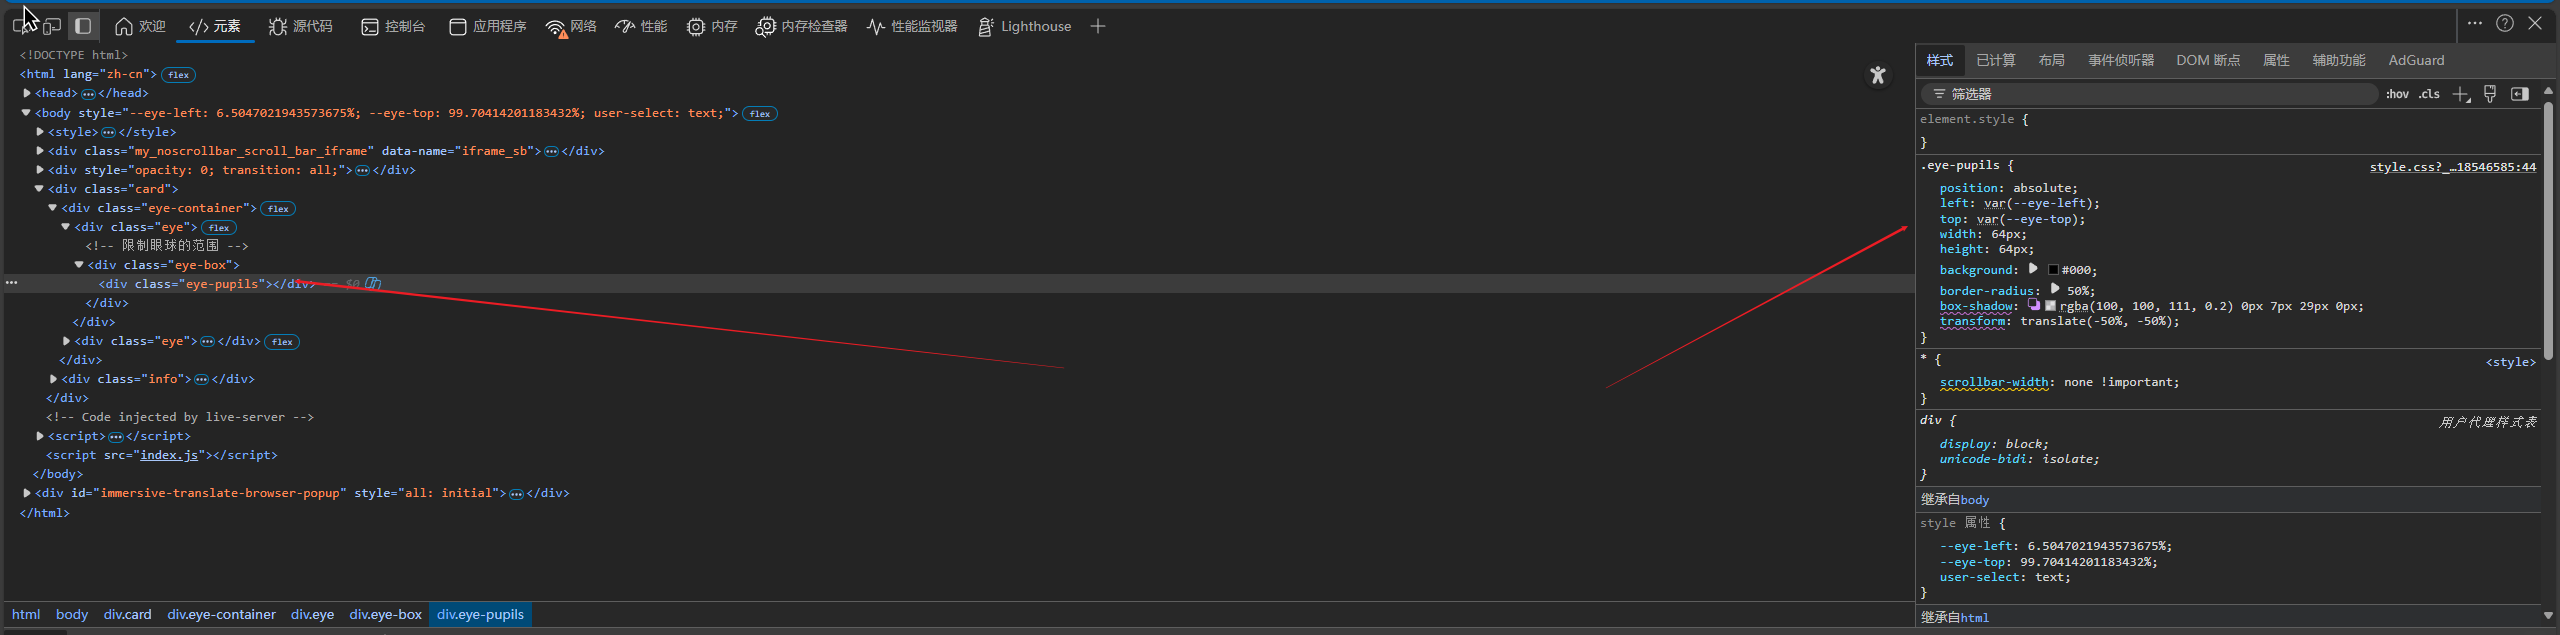 欢迎 元素 源代码 控制台 应用程序 网络 性能 内存 内存检查器 性能监视器 Lighthouse
<!DOCTYPE html>
<html lang="zh-cn"> flex
<head> </head>
<body style="--eye-left: 6.5047021943573675%; --eye-top: 99.70414201183432%; user-select: text;"> flex
<style> </style>
<div class="my_noscrollbar_scroll_bar_iframe" data-name="iframe_sb"> </div>
<div style="opacity: 0; transition: all;"> </div>
<div class="card">
<div class="eye-container"> flex
<div class="eye"> flex
<!-- 限制眼球的范围 -->
<div class="eye-box">
<div class="eye-pupils"></div> == $0
</div>
</div>
<div class="eye"> </div> flex
</div>
<div class="info"> </div>
</div>
<!-- Code injected by live-server -->
<script> </script>
<script src="index.js"></script>
</body>
<div id="immersive-translate-browser-popup" style="all: initial"> </div>
</html>
html body div.card div.eye-container div.eye div.eye-box div.eye-pupils
样式 已计算 布局 事件侦听器 DOM 断点 属性 辅助功能 AdGuard
筛选器 :hov .cls
element.style {
}
.eye-pupils { style.css?_…18546585:44
position: absolute;
left: var(--eye-left);
top: var(--eye-top);
width: 64px;
height: 64px;
background: #000;
border-radius: 50%;
box-shadow: rgba(100, 100, 111, 0.2) 0px 7px 29px 0px;
transform: translate(-50%, -50%);
}
* { <style>
scrollbar-width: none !important;
}
div { 用户代理样式表
display: block;
unicode-bidi: isolate;
}
继承自body
style 属性 {
--eye-left: 6.5047021943573675%;
--eye-top: 99.70414201183432%;
user-select: text;
}
继承自html